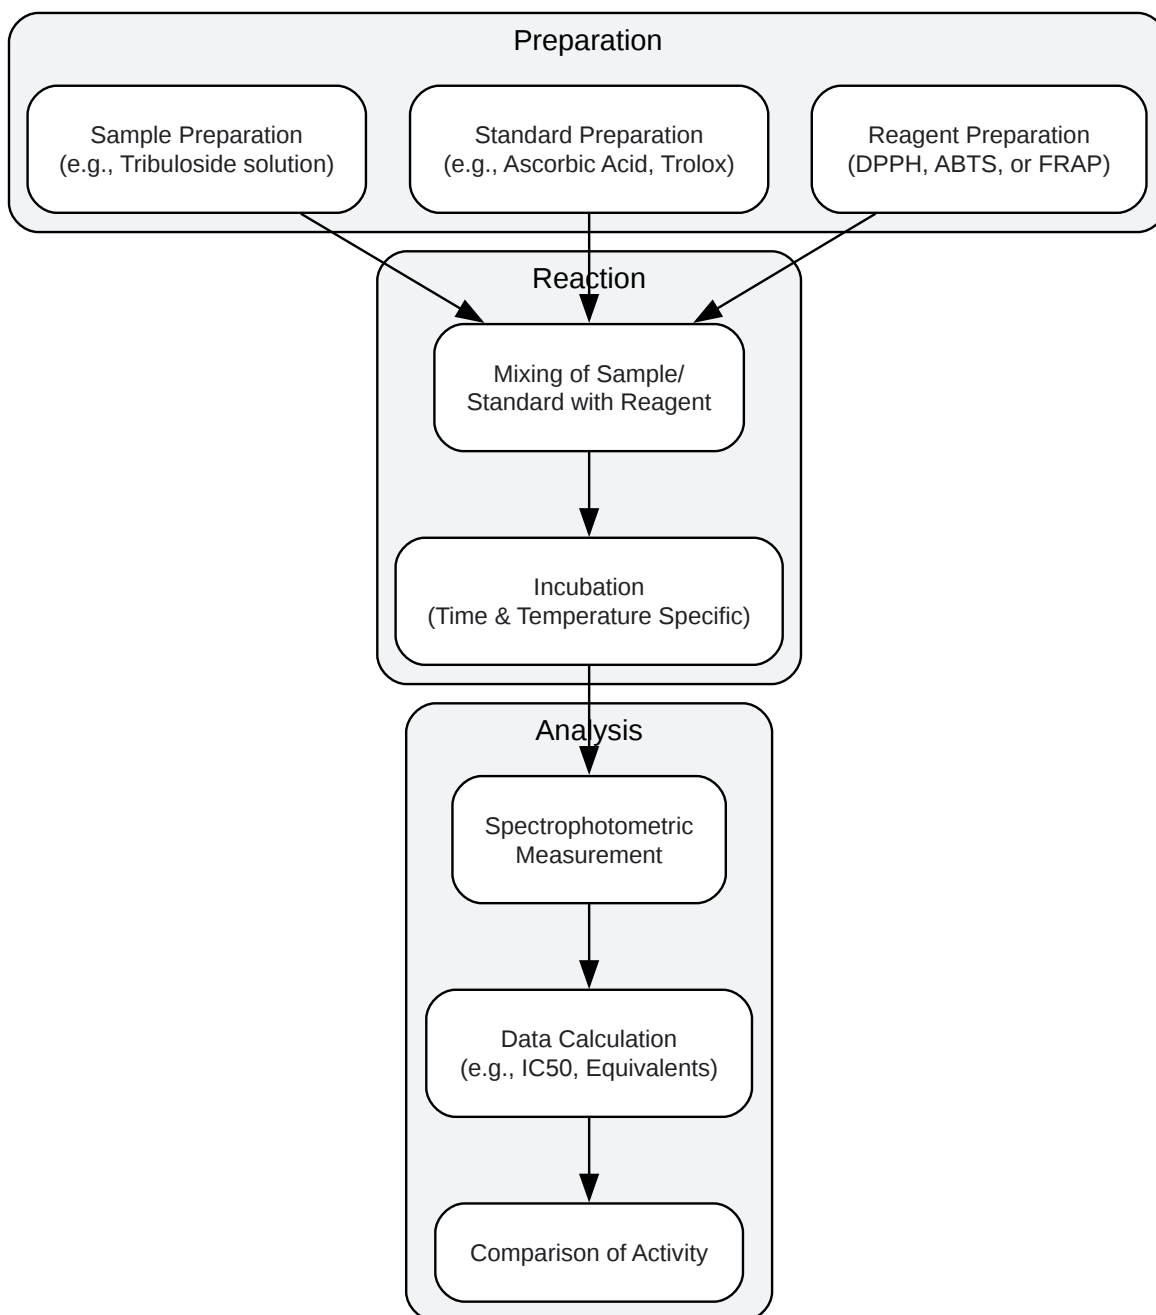 Preparation
Sample Preparation
(e.g., Tribuloside solution)
Standard Preparation
(e.g., Ascorbic Acid, Trolox)
Reagent Preparation
(DPPH, ABTS, or FRAP)
Reaction
Mixing of Sample/
Standard with Reagent
Incubation
(Time & Temperature Specific)
Analysis
Spectrophotometric
Measurement
Data Calculation
(e.g., IC50, Equivalents)
Comparison of Activity